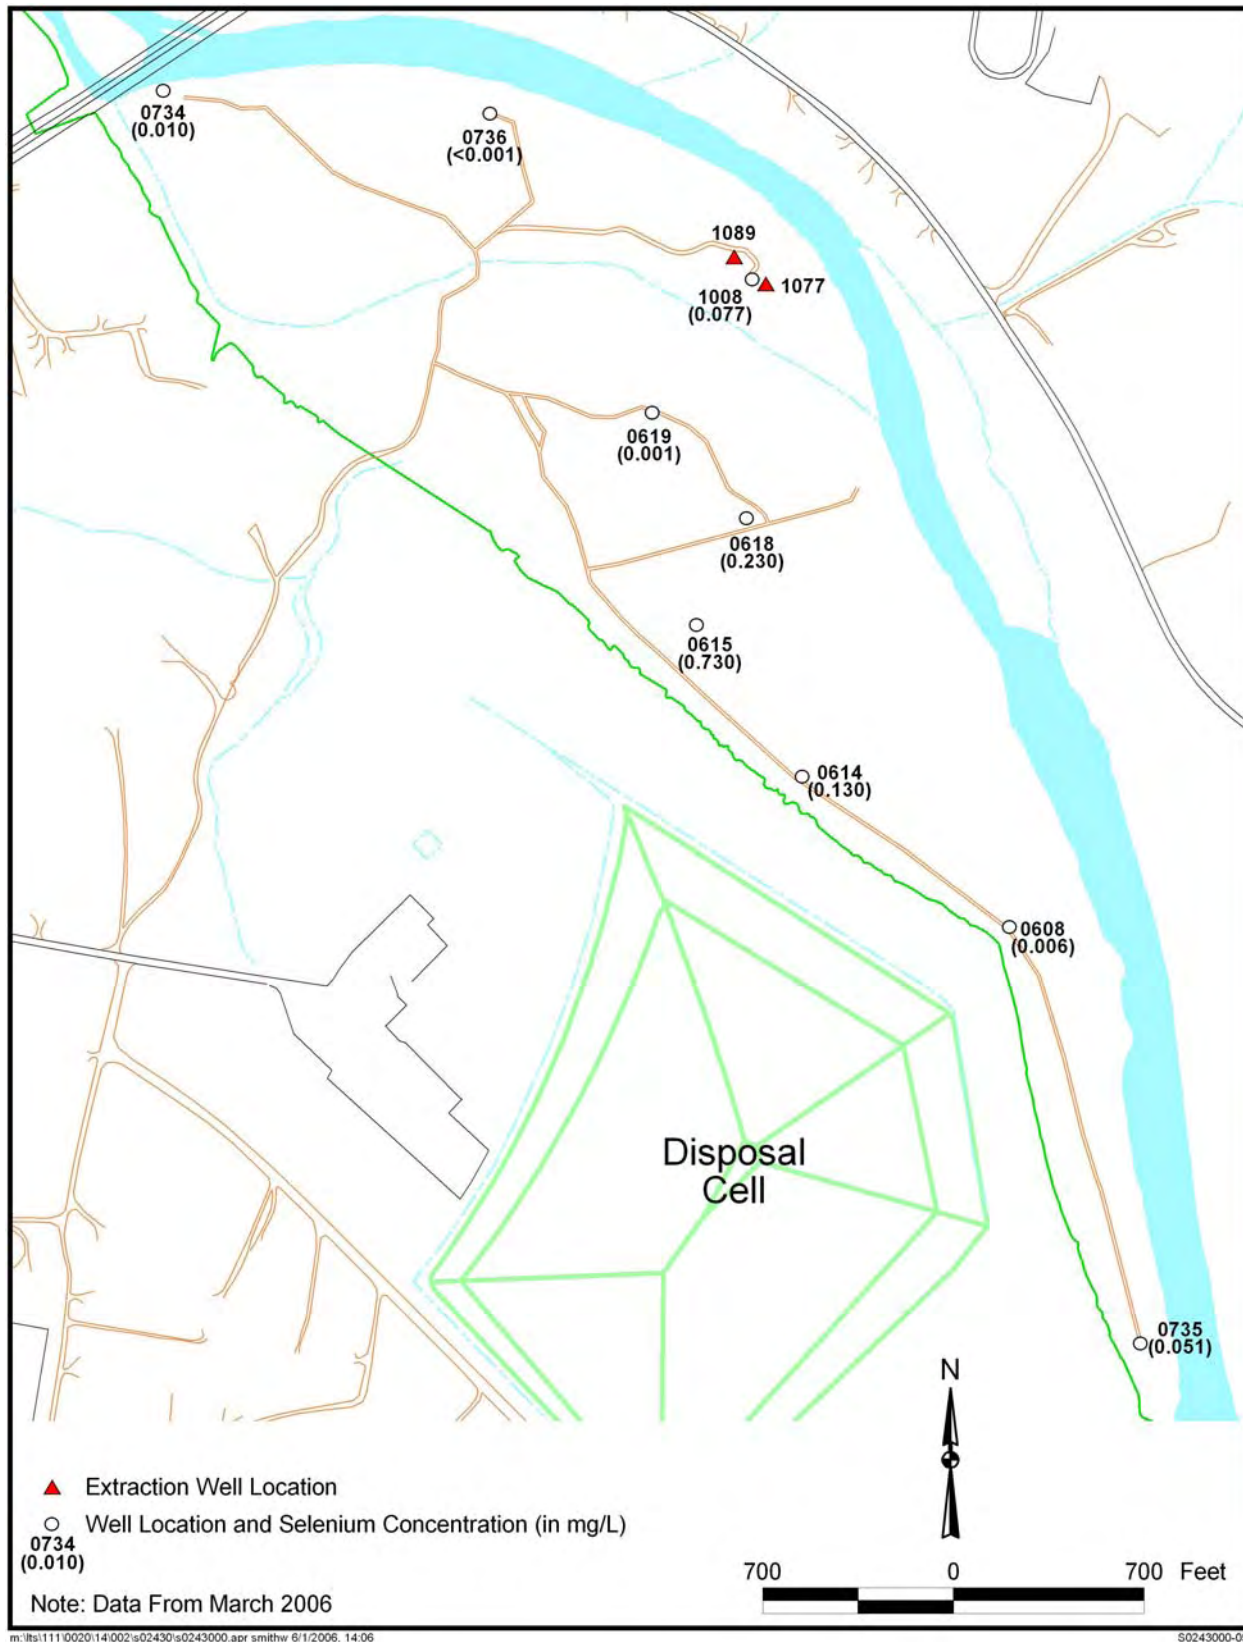 0734
(0.010)
0736
(<0.001)
1089
1077
1008
(0.077)
0619
(0.001)
0618
(0.230)
0615
(0.730)
0614
(0.130)
0608
(0.006)
Disposal
Cell
0735
(0.051)
N
Extraction Well Location
Well Location and Selenium Concentration (in mg/L)
0734
(0.010)
700 0 700 Feet
Note: Data From March 2006
m:\lts\111\0020\14\002\s02430\s0243000.apr smithw 6/1/2006, 14:06